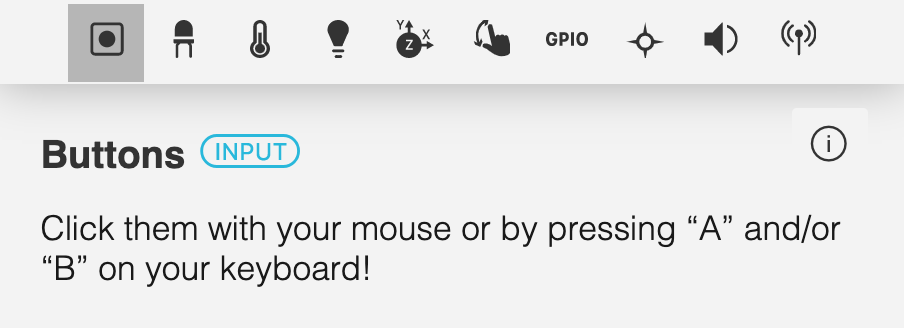 Y
X
Z
GPIO
Buttons INPUT
i
Click them with your mouse or by pressing “A” and/or
“B” on your keyboard!